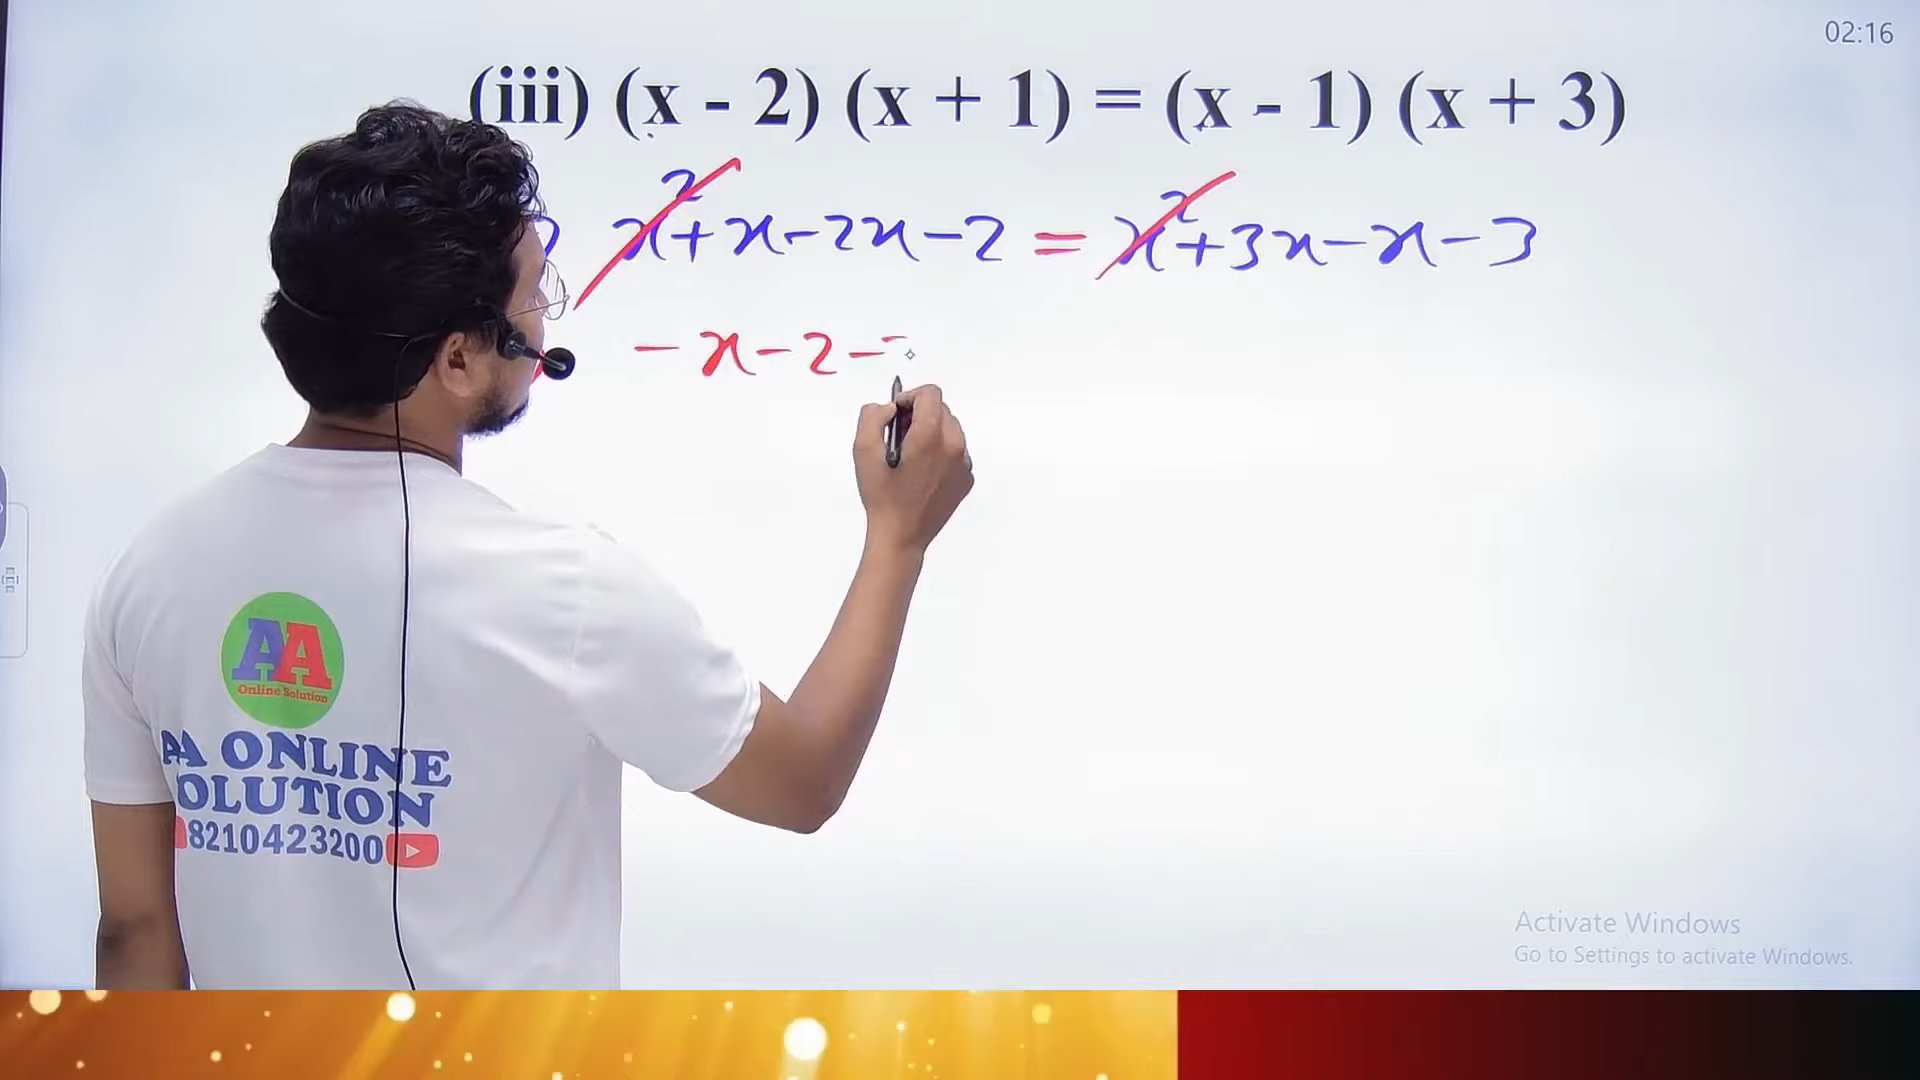 02:16
(iii) (x - 2) (x + 1) = (x - 1) (x + 3)
x²+x-2x-2 = x²+3x-x-3
-x-2-
AA
Online Solution
AA ONLINE
SOLUTION
8210423200
Activate Windows
Go to Settings to activate Windows.